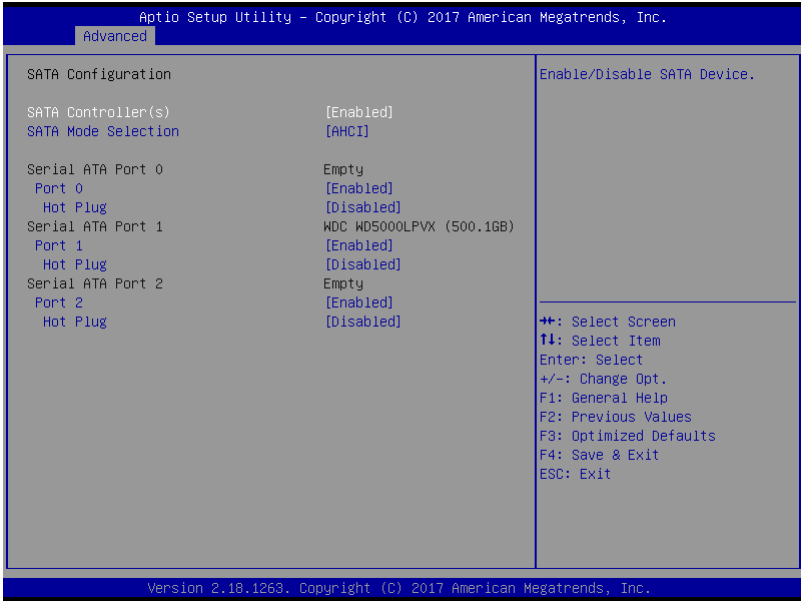 Aptio Setup Utility – Copyright (C) 2017 American Megatrends, Inc.
Advanced
SATA Configuration
Enable/Disable SATA Device.
SATA Controller(s) [Enabled]
SATA Mode Selection [AHCI]
Serial ATA Port 0 Empty
Port 0 [Enabled]
Hot Plug [Disabled]
Serial ATA Port 1 WDC WD5000LPVX (500.1GB)
Port 1 [Enabled]
Hot Plug [Disabled]
Serial ATA Port 2 Empty
Port 2 [Enabled]
Hot Plug [Disabled]
→←: Select Screen
↑↓: Select Item
Enter: Select
+/-: Change Opt.
F1: General Help
F2: Previous Values
F3: Optimized Defaults
F4: Save & Exit
ESC: Exit
Version 2.18.1263. Copyright (C) 2017 American Megatrends, Inc.